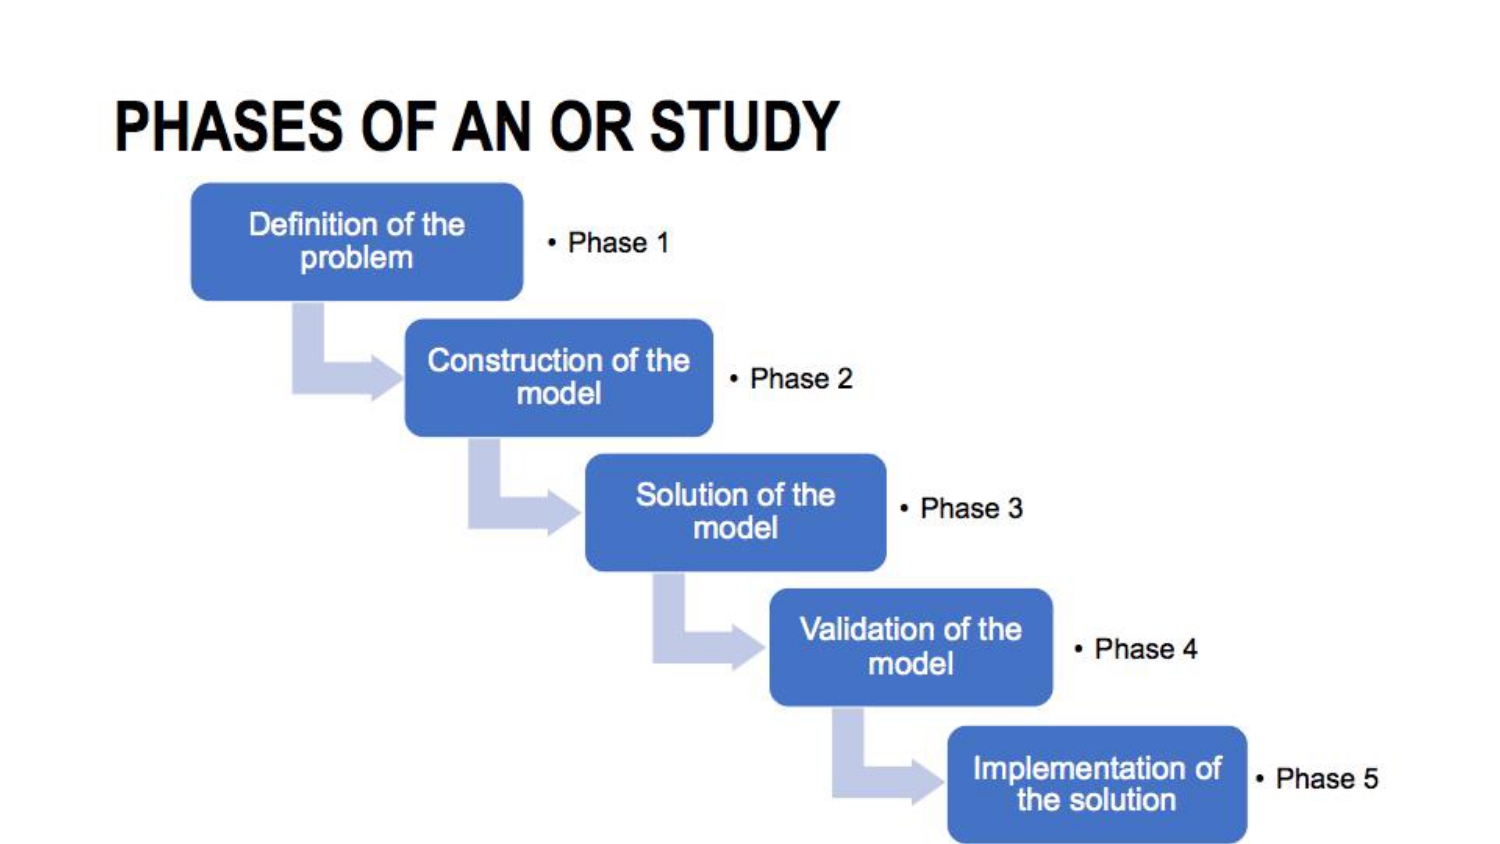 PHASES OF AN OR STUDY
Definition of the
problem
• Phase 1
Construction of the
model
• Phase 2
Solution of the
model
• Phase 3
Validation of the
model
• Phase 4
Implementation of
the solution
• Phase 5